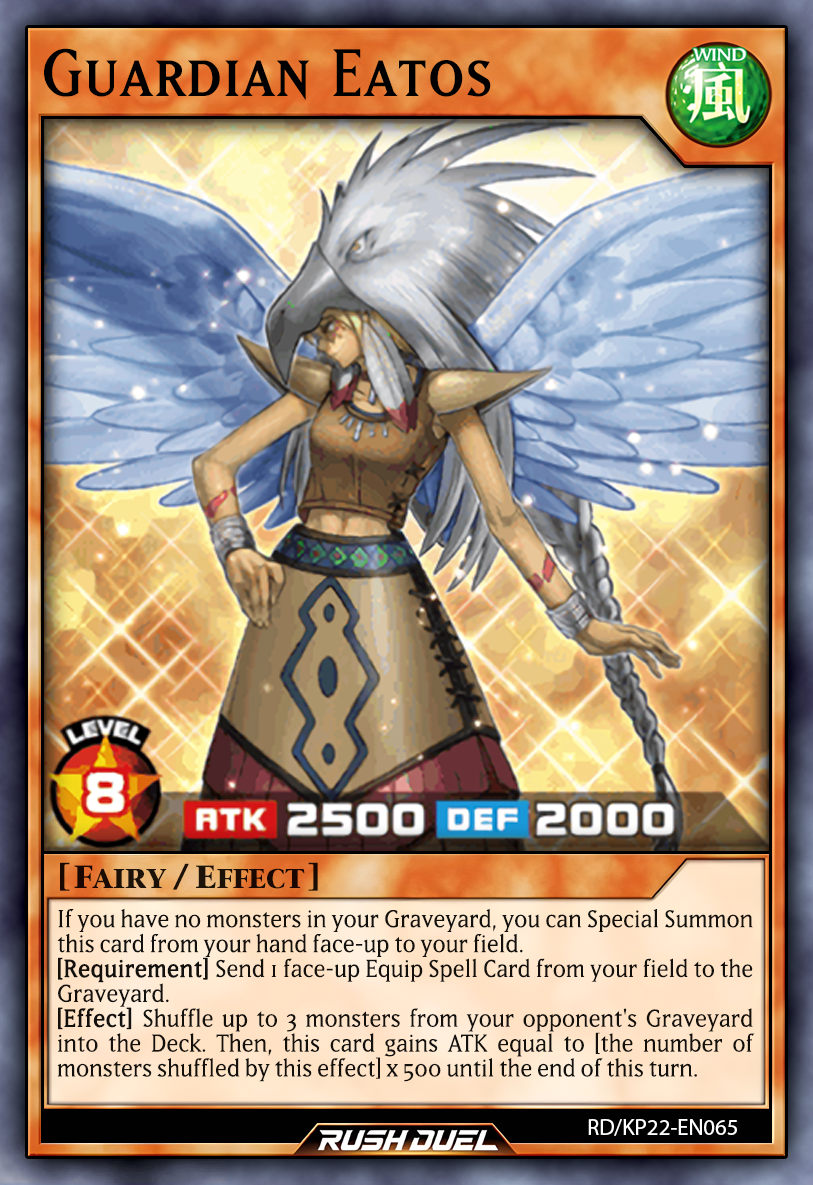 Guardian Eatos
WIND
風
LEVEL
8
ATK 2500 DEF 2000
[Fairy / Effect]
If you have no monsters in your Graveyard, you can Special Summon
this card from your hand face-up to your field.
[Requirement] Send 1 face-up Equip Spell Card from your field to the
Graveyard.
[Effect] Shuffle up to 3 monsters from your opponent's Graveyard
into the Deck. Then, this card gains ATK equal to [the number of
monsters shuffled by this effect] x 500 until the end of this turn.
RD/KP22-EN065
RUSH DUEL